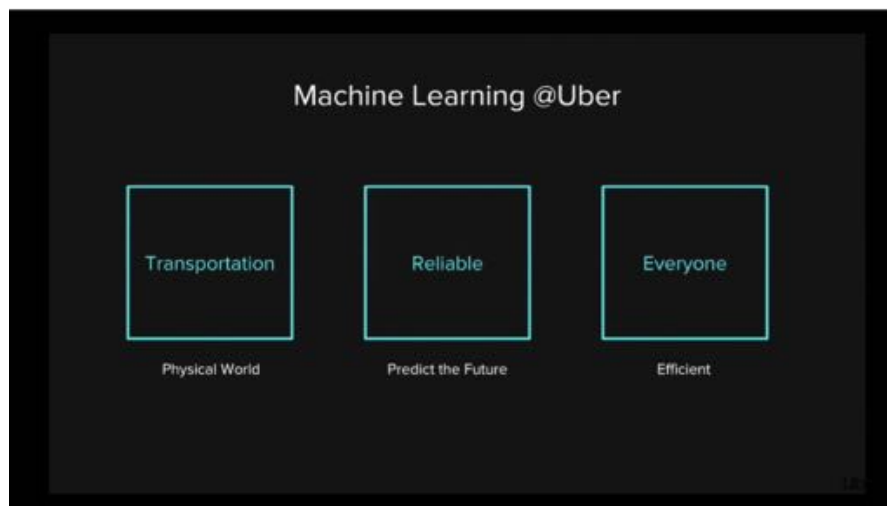 Machine Learning @Uber
Transportation
Reliable
Everyone
Physical World
Predict the Future
Efficient